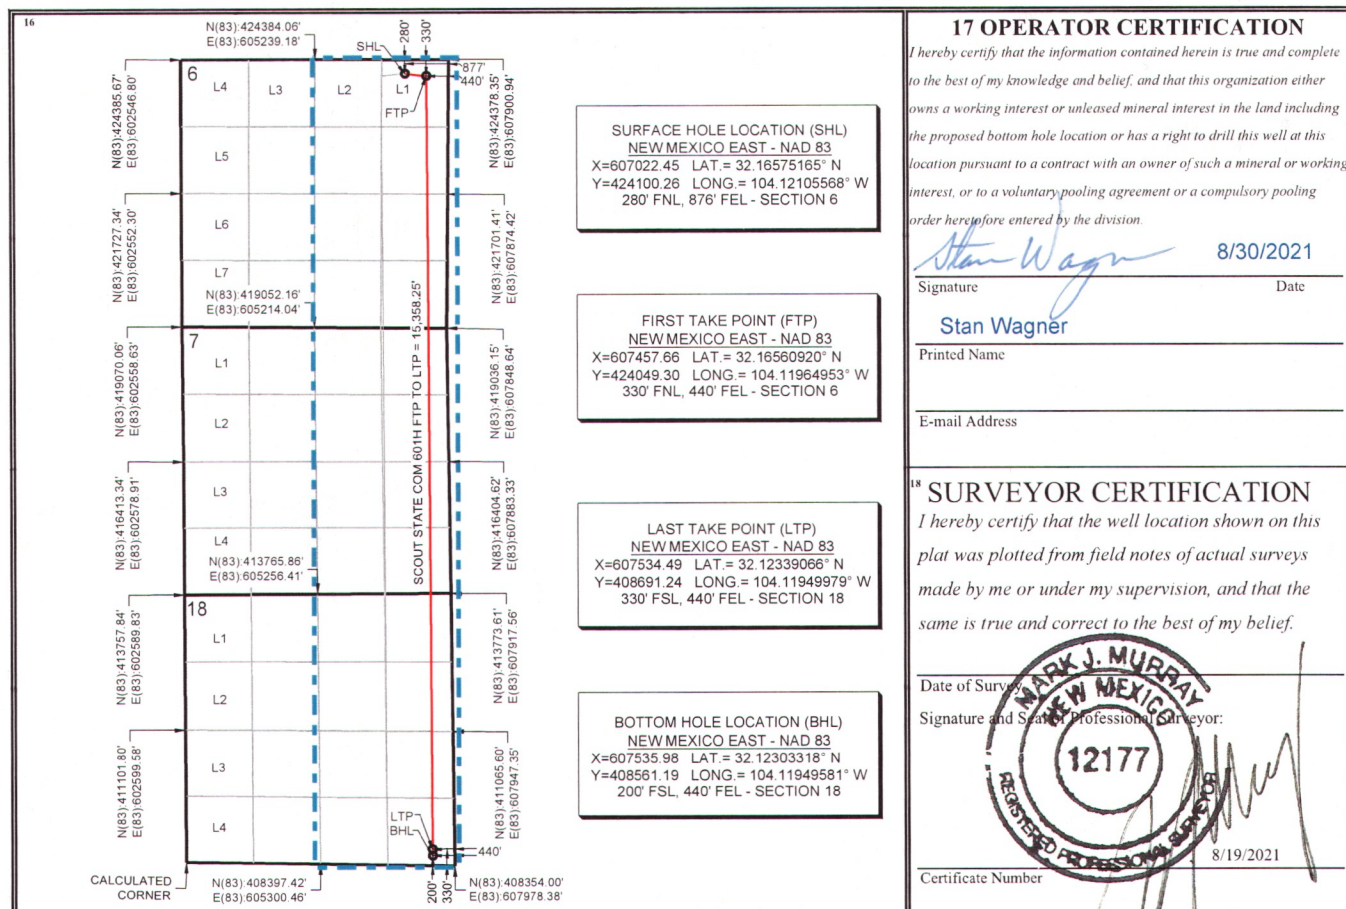 16
N(83):424384.06'
E(83):605239.18'
280'
330'
SHL
877'
440'
FTP
N(83):424385.67'
E(83):602546.80'
N(83):424378.35'
E(83):607900.94'
6
L4
L3
L2
L1
L5
L6
L7
N(83):421727.34'
E(83):602552.30'
N(83):421701.41'
E(83):607874.42'
N(83):419052.16'
E(83):605214.04'
7
L1
L2
L3
L4
N(83):419070.06'
E(83):602558.63'
N(83):419036.15'
E(83):607848.64'
SCOUT STATE COM 601H FTP TO LTP = 15,358.25'
N(83):416413.34'
E(83):602578.91'
N(83):416404.62'
E(83):607883.33'
N(83):413765.86'
E(83):605256.41'
18
L1
L2
L3
L4
N(83):413757.84'
E(83):602589.83'
N(83):413773.61'
E(83):607917.56'
N(83):411101.80'
E(83):602599.58'
N(83):411065.60'
E(83):607947.35'
LTP
BHL
440'
200'
330'
CALCULATED
CORNER
N(83):408397.42'
E(83):605300.46'
N(83):408354.00'
E(83):607978.38'
SURFACE HOLE LOCATION (SHL)
NEW MEXICO EAST - NAD 83
X=607022.45 LAT.= 32.16575165° N
Y=424100.26 LONG.= 104.12105568° W
280' FNL, 876' FEL - SECTION 6
FIRST TAKE POINT (FTP)
NEW MEXICO EAST - NAD 83
X=607457.66 LAT.= 32.16560920° N
Y=424049.30 LONG.= 104.11964953° W
330' FNL, 440' FEL - SECTION 6
LAST TAKE POINT (LTP)
NEW MEXICO EAST - NAD 83
X=607534.49 LAT.= 32.12339066° N
Y=408691.24 LONG.= 104.11949979° W
330' FSL, 440' FEL - SECTION 18
BOTTOM HOLE LOCATION (BHL)
NEW MEXICO EAST - NAD 83
X=607535.98 LAT.= 32.12303318° N
Y=408561.19 LONG.= 104.11949581° W
200' FSL, 440' FEL - SECTION 18
17 OPERATOR CERTIFICATION
I hereby certify that the information contained herein is true and complete
to the best of my knowledge and belief, and that this organization either
owns a working interest or unleased mineral interest in the land including
the proposed bottom hole location or has a right to drill this well at this
location pursuant to a contract with an owner of such a mineral or working
interest, or to a voluntary pooling agreement or a compulsory pooling
order heretofore entered by the division.
Stan Wagner 8/30/2021
Signature Date
Stan Wagner
Printed Name
E-mail Address
18 SURVEYOR CERTIFICATION
I hereby certify that the well location shown on this
plat was plotted from field notes of actual surveys
made by me or under my supervision, and that the
same is true and correct to the best of my belief.
Date of Survey
Signature and Seal of Professional Surveyor:
MARK J. MURRAY
NEW MEXICO
12177
REGISTERED PROFESSIONAL SURVEYOR
8/19/2021
Certificate Number